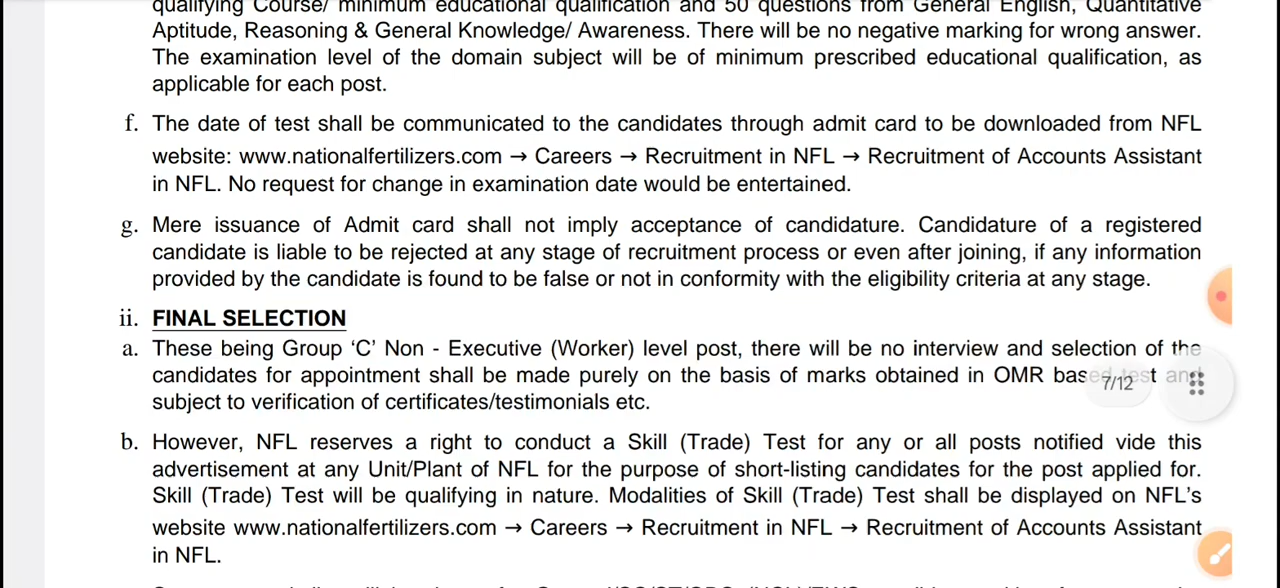 qualifying Course/ minimum educational qualification and 50 questions from General English, Quantitative
Aptitude, Reasoning & General Knowledge/ Awareness. There will be no negative marking for wrong answer.
The examination level of the domain subject will be of minimum prescribed educational qualification, as
applicable for each post.
f. The date of test shall be communicated to the candidates through admit card to be downloaded from NFL
website: www.nationalfertilizers.com → Careers → Recruitment in NFL → Recruitment of Accounts Assistant
in NFL. No request for change in examination date would be entertained.
g. Mere issuance of Admit card shall not imply acceptance of candidature. Candidature of a registered
candidate is liable to be rejected at any stage of recruitment process or even after joining, if any information
provided by the candidate is found to be false or not in conformity with the eligibility criteria at any stage.
ii. FINAL SELECTION
a. These being Group ‘C’ Non - Executive (Worker) level post, there will be no interview and selection of the
candidates for appointment shall be made purely on the basis of marks obtained in OMR based test and
7/12
subject to verification of certificates/testimonials etc.
b. However, NFL reserves a right to conduct a Skill (Trade) Test for any or all posts notified vide this
advertisement at any Unit/Plant of NFL for the purpose of short-listing candidates for the post applied for.
Skill (Trade) Test will be qualifying in nature. Modalities of Skill (Trade) Test shall be displayed on NFL’s
website www.nationalfertilizers.com → Careers → Recruitment in NFL → Recruitment of Accounts Assistant
in NFL.